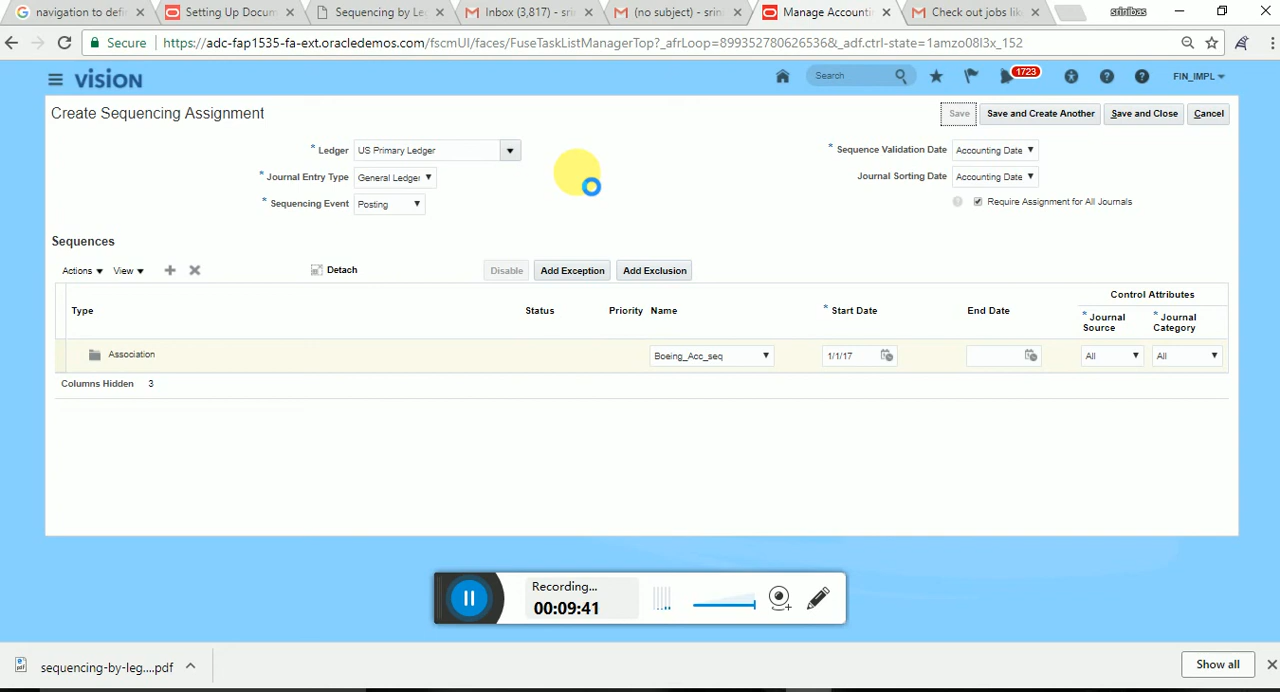 navigation to defi
Setting Up Docum
Sequencing by Le
Inbox (3,817) - sri
(no subject) - srin
Manage Accounti
Check out jobs lik
srinibas
Secure
https://adc-fap1535-fa-ext.oracledemos.com/fscmUI/faces/FuseTaskListManagerTop?_afrLoop=89935278062653​6&_adf.ctrl-state=1amzo08l3x_152
vision
Search
1723
FIN_IMPL
Create Sequencing Assignment
Save
Save and Create Another
Save and Close
Cancel
* Ledger US Primary Ledger
* Sequence Validation Date Accounting Date
* Journal Entry Type General Ledger
Journal Sorting Date Accounting Date
* Sequencing Event Posting
Require Assignment for All Journals
Sequences
Actions View Detach Disable Add Exception Add Exclusion
Control Attributes
Type Status Priority Name * Start Date End Date * Journal Source * Journal Category
Association Boeing_Acc_seq 1/1/17 All All
Columns Hidden 3
Recording...
00:09:41
sequencing-by-leg....pdf
Show all